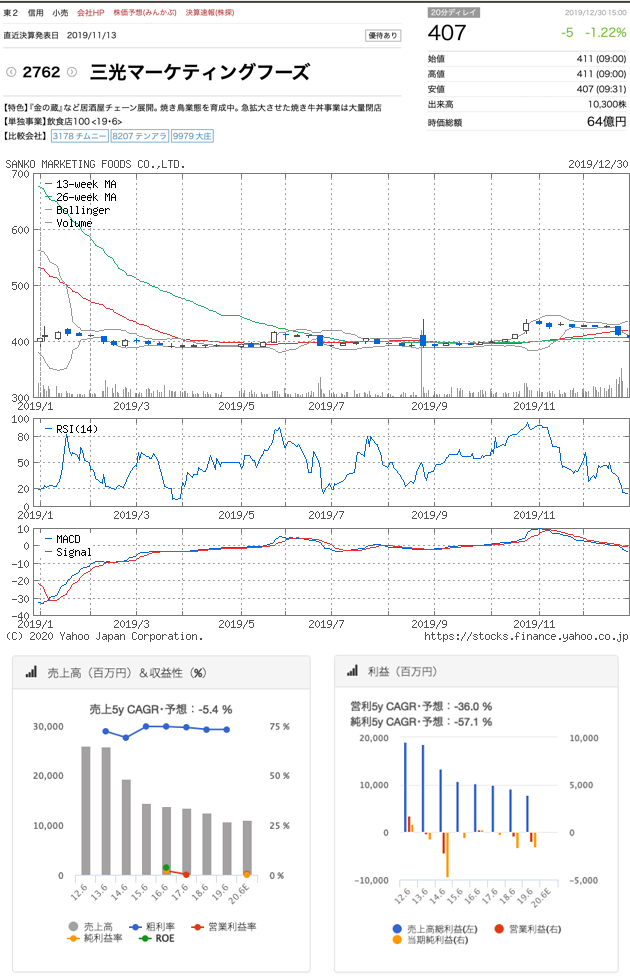 東2 信用 小売 会社HP 株価予想(みんかぶ) 決算速報(株探)
20分ディレイ
2019/12/30 15:00
407
-5 -1.22%
直近決算発表日 2019/11/13
優待あり
2762 三光マーケティングフーズ
始値 411 (09:00)
高値 411 (09:00)
安値 407 (09:31)
出来高 10,300株
時価総額 64億円
【特色】『金の蔵』など居酒屋チェーン展開。焼き鳥業態を育成中。急拡大させた焼き牛丼事業は大量閉店
【単独事業】飲食店100 <19・6>
【比較会社】3178 チムニー 8207 テンアラ 9979 大庄
SANKO MARKETING FOODS CO.,LTD.
2019/12/30
700
600
500
400
300
13-week MA
26-week MA
Bollinger
Volume
2019/1 2019/3 2019/5 2019/7 2019/9 2019/11
100
80
50
20
0
RSI(14)
2019/1 2019/3 2019/5 2019/7 2019/9 2019/11
10
0
-10
-20
-30
-40
MACD
Signal
2019/1 2019/3 2019/5 2019/7 2019/9 2019/11
(C) 2020 Yahoo Japan Corporation.
https://stocks.finance.yahoo.co.jp
売上高（百万円）＆収益性（%）
売上5y CAGR･予想：-5.4 %
30,000
20,000
10,000
0
75 %
50 %
25 %
0 %
12.6 13.6 14.6 15.6 16.6 17.6 18.6 19.6 20.6E
売上高 粗利率 営業利益率
純利益率 ROE
利益（百万円）
営利5y CAGR･予想：-36.0 %
純利5y CAGR･予想：-57.1 %
20,000
10,000
0
-10,000
10,000
5,000
0
-5,000
12.6 13.6 14.6 15.6 16.6 17.6 18.6 19.6 20.6E
売上高総利益(左) 営業利益(右)
当期純利益(右)